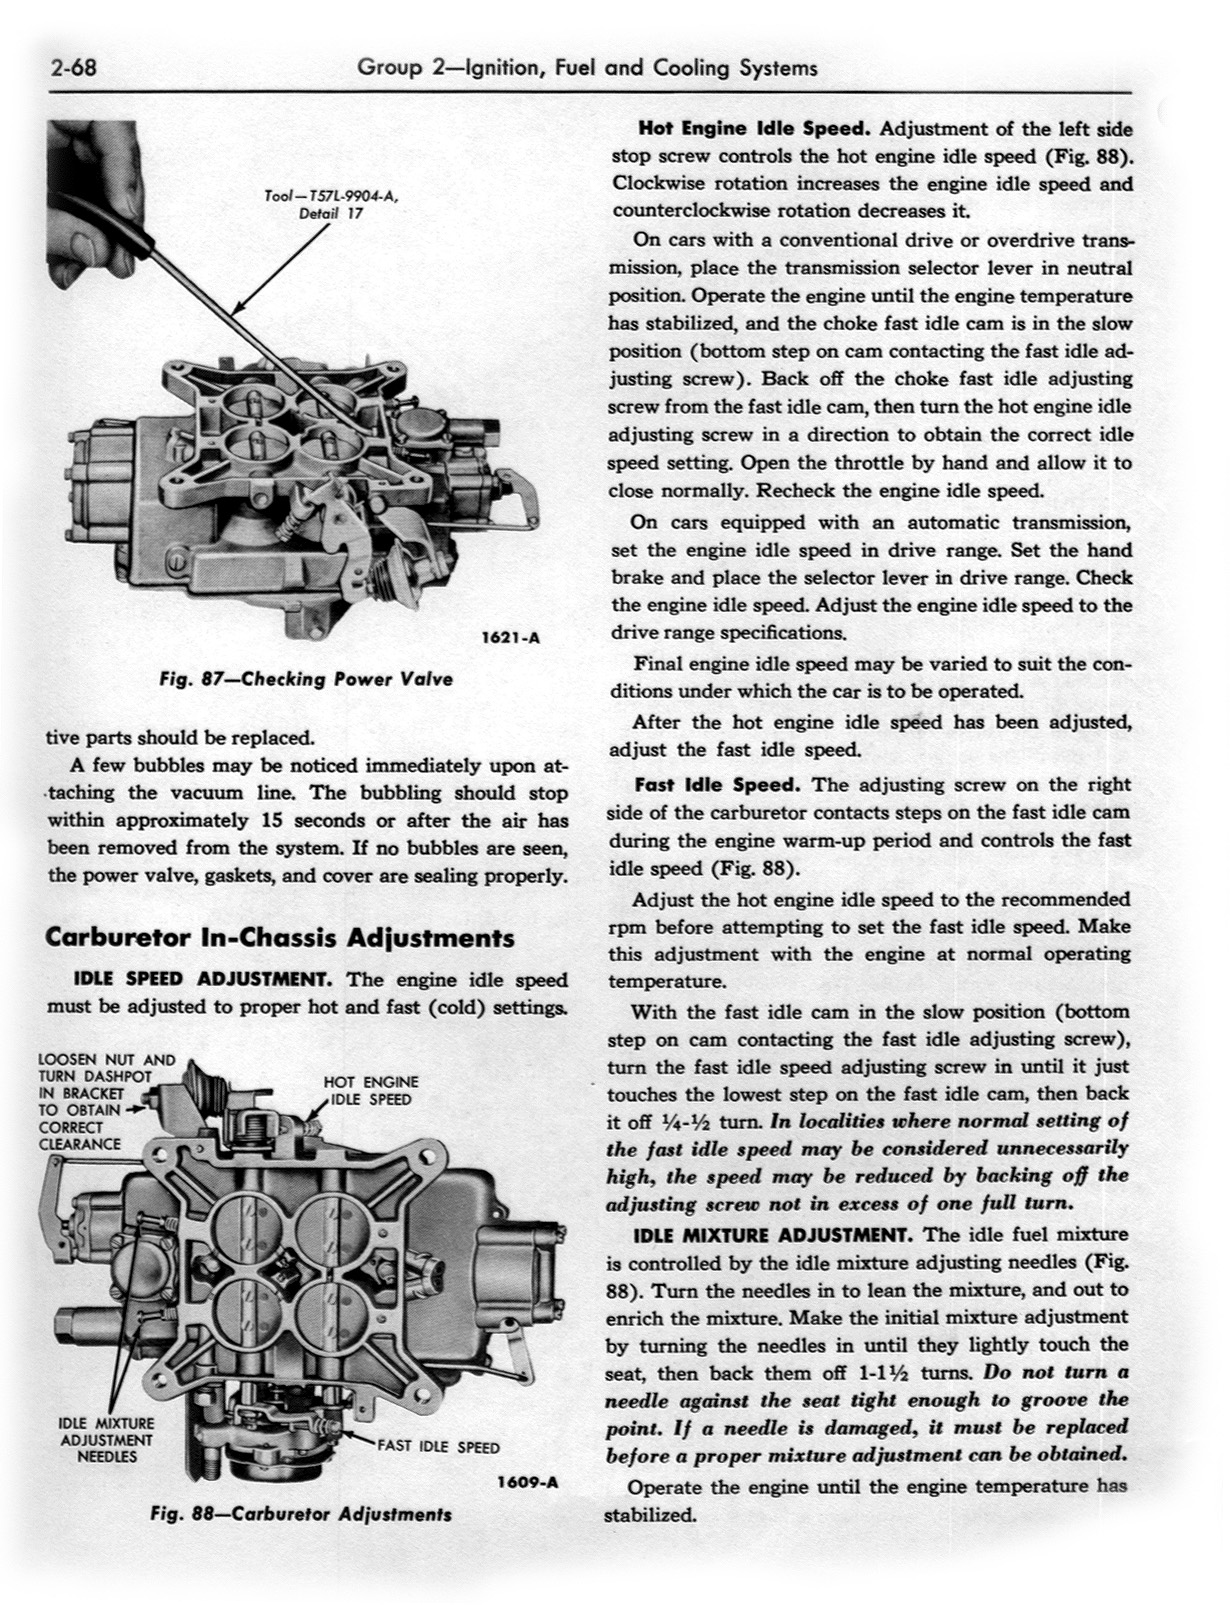 2-68
Group 2—Ignition, Fuel and Cooling Systems
Tool—T57L-9904-A,
Detail 17
1621-A
Fig. 87—Checking Power Valve
tive parts should be replaced.
A few bubbles may be noticed immediately upon at-
taching the vacuum line. The bubbling should stop
within approximately 15 seconds or after the air has
been removed from the system. If no bubbles are seen,
the power valve, gaskets, and cover are sealing properly.
Carburetor In-Chassis Adjustments
IDLE SPEED ADJUSTMENT. The engine idle speed
must be adjusted to proper hot and fast (cold) settings.
LOOSEN NUT AND
TURN DASHPOT
IN BRACKET
TO OBTAIN
CORRECT
CLEARANCE
HOT ENGINE
IDLE SPEED
IDLE MIXTURE
ADJUSTMENT
NEEDLES
FAST IDLE SPEED
1609-A
Fig. 88—Carburetor Adjustments
Hot Engine Idle Speed. Adjustment of the left side
stop screw controls the hot engine idle speed (Fig. 88).
Clockwise rotation increases the engine idle speed and
counterclockwise rotation decreases it.
On cars with a conventional drive or overdrive trans-
mission, place the transmission selector lever in neutral
position. Operate the engine until the engine temperature
has stabilized, and the choke fast idle cam is in the slow
position (bottom step on cam contacting the fast idle ad-
justing screw). Back off the choke fast idle adjusting
screw from the fast idle cam, then turn the hot engine idle
adjusting screw in a direction to obtain the correct idle
speed setting. Open the throttle by hand and allow it to
close normally. Recheck the engine idle speed.
On cars equipped with an automatic transmission,
set the engine idle speed in drive range. Set the hand
brake and place the selector lever in drive range. Check
the engine idle speed. Adjust the engine idle speed to the
drive range specifications.
Final engine idle speed may be varied to suit the con-
ditions under which the car is to be operated.
After the hot engine idle speed has been adjusted,
adjust the fast idle speed.
Fast Idle Speed. The adjusting screw on the right
side of the carburetor contacts steps on the fast idle cam
during the engine warm-up period and controls the fast
idle speed (Fig. 88).
Adjust the hot engine idle speed to the recommended
rpm before attempting to set the fast idle speed. Make
this adjustment with the engine at normal operating
temperature.
With the fast idle cam in the slow position (bottom
step on cam contacting the fast idle adjusting screw),
turn the fast idle speed adjusting screw in until it just
touches the lowest step on the fast idle cam, then back
it off ¼-½ turn. In localities where normal setting of
the fast idle speed may be considered unnecessarily
high, the speed may be reduced by backing off the
adjusting screw not in excess of one full turn.
IDLE MIXTURE ADJUSTMENT. The idle fuel mixture
is controlled by the idle mixture adjusting needles (Fig.
88). Turn the needles in to lean the mixture, and out to
enrich the mixture. Make the initial mixture adjustment
by turning the needles in until they lightly touch the
seat, then back them off 1-1½ turns. Do not turn a
needle against the seat tight enough to groove the
point. If a needle is damaged, it must be replaced
before a proper mixture adjustment can be obtained.
Operate the engine until the engine temperature has
stabilized.